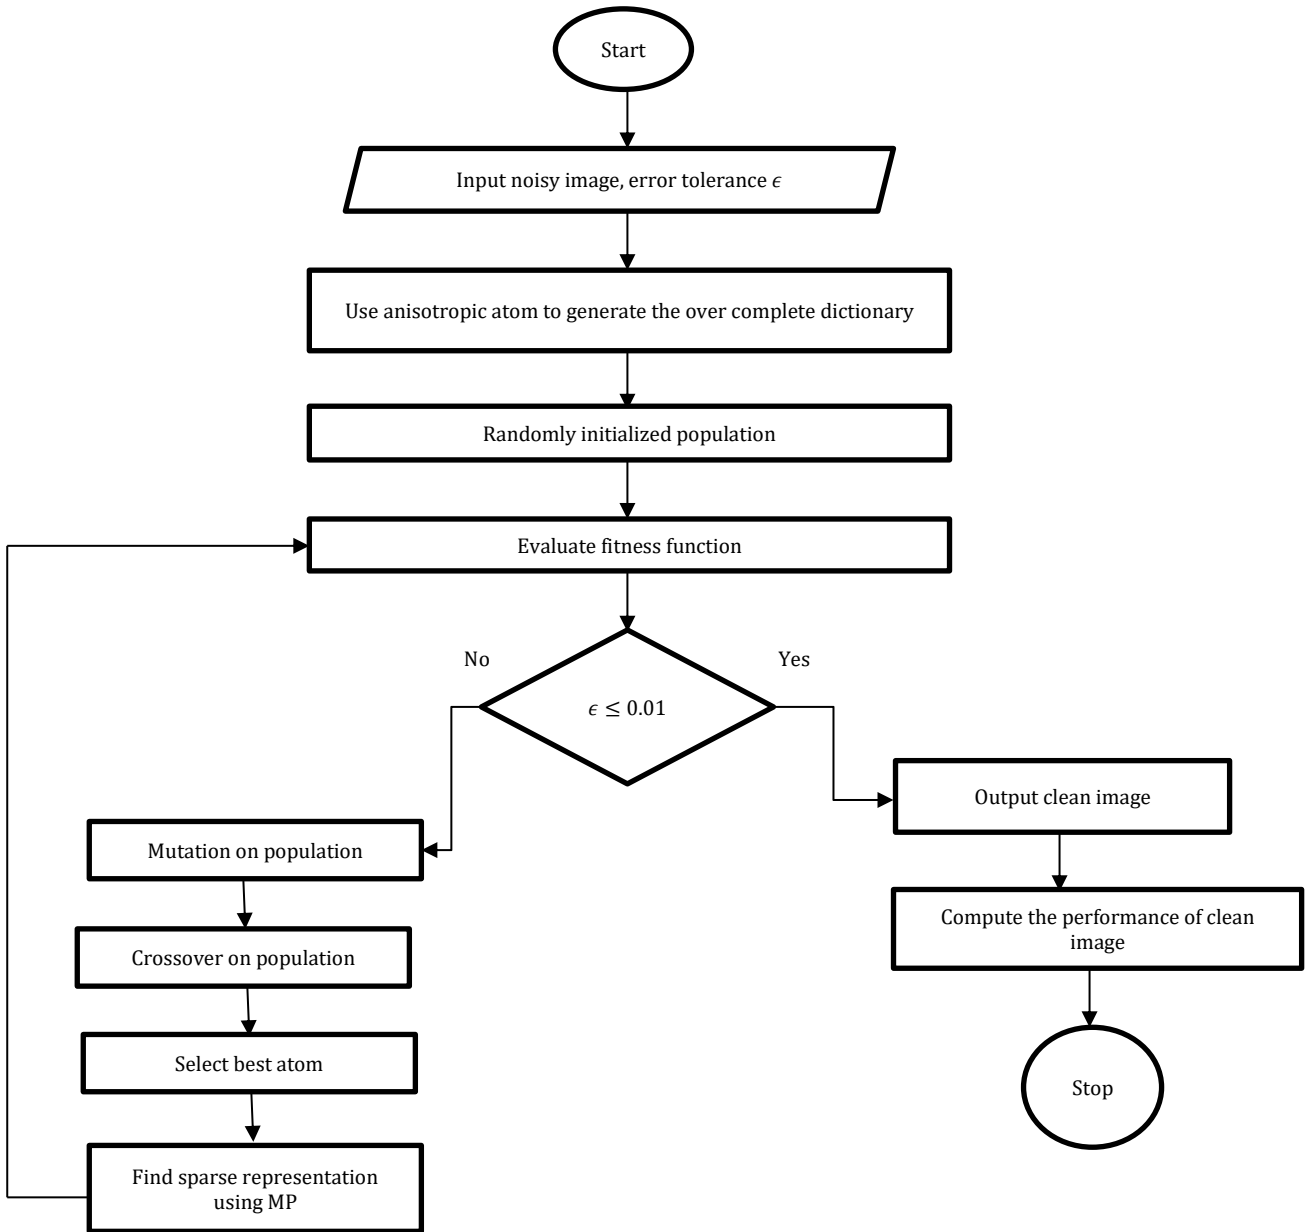 Start
Input noisy image, error tolerance ϵ
Use anisotropic atom to generate the over complete dictionary
Randomly initialized population
Evaluate fitness function
No
Yes
ϵ ≤ 0.01
Output clean image
Mutation on population
Compute the performance of clean
image
Crossover on population
Select best atom
Stop
Find sparse representation
using MP